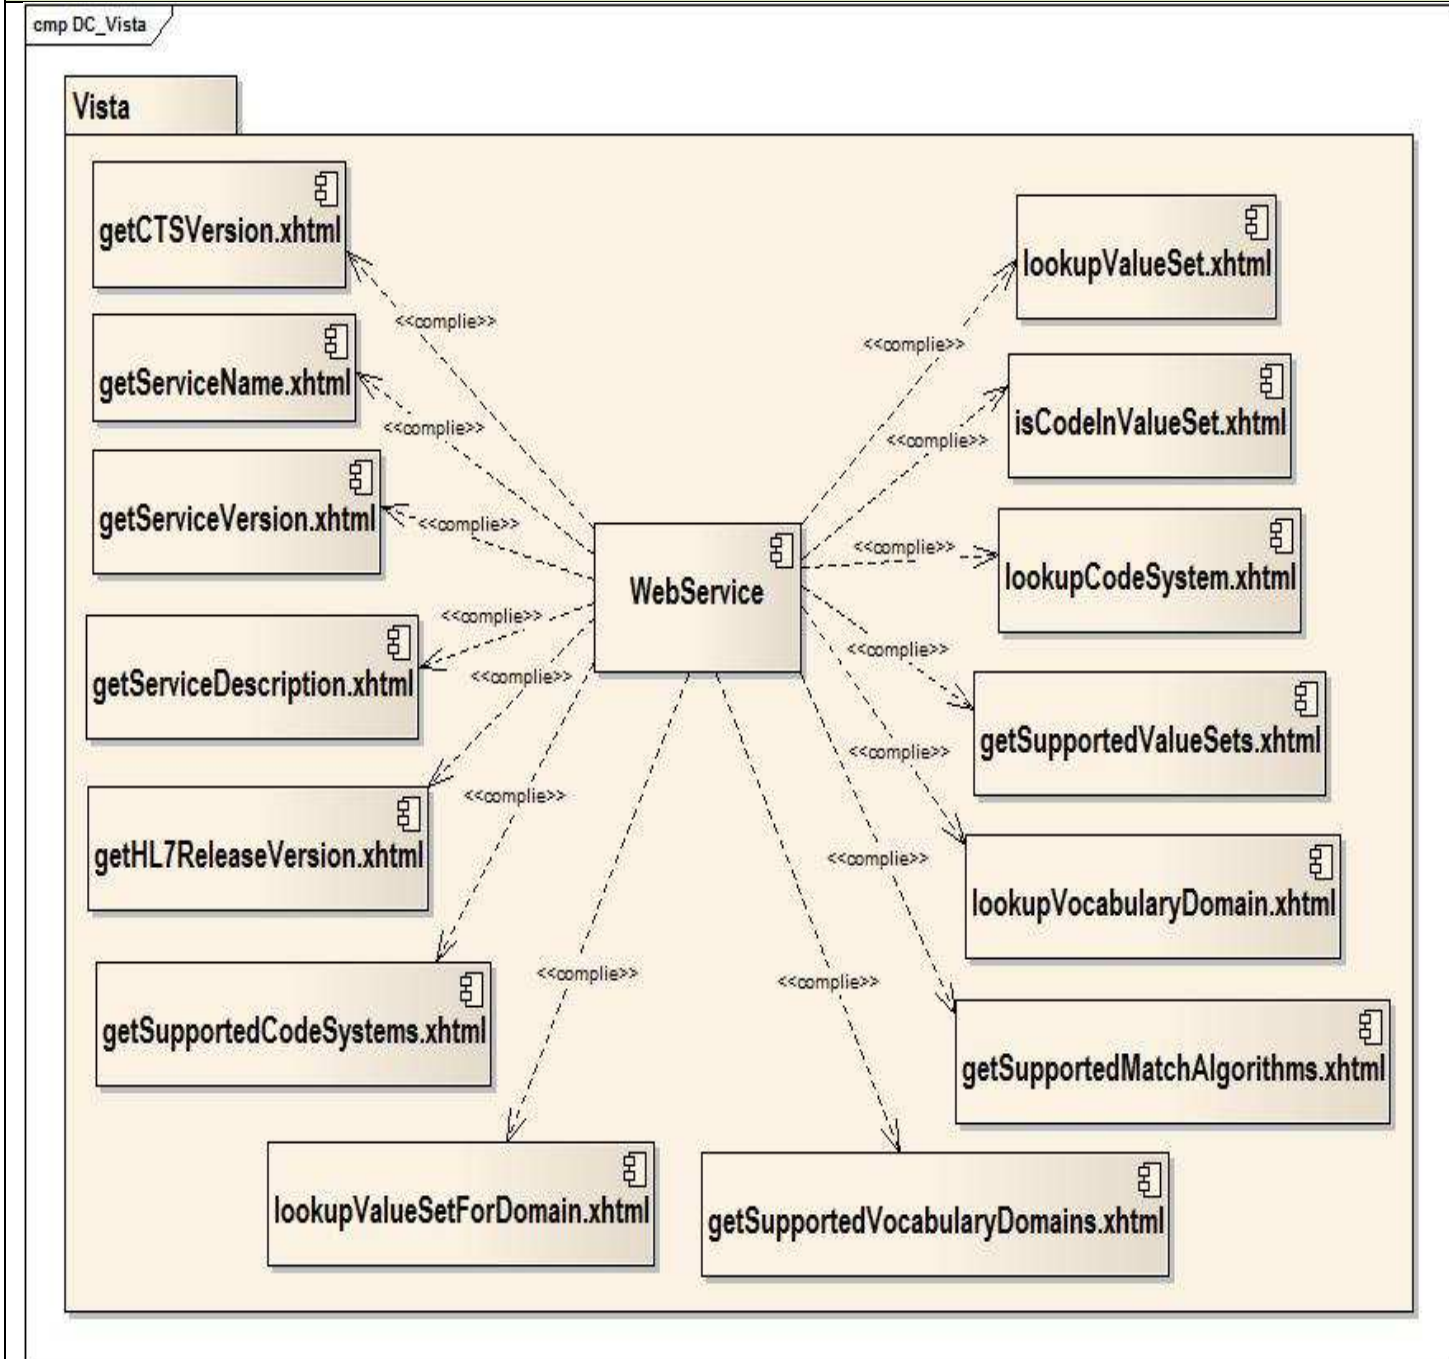 cmp DC_Vista
Vista
getCTSVersion.xhtml
lookupValueSet.xhtml
<<complie>>
<<complie>>
getServiceName.xhtml
isCodeInValueSet.xhtml
<<complie>>
<<complie>>
getServiceVersion.xhtml
<<complie>>
<<complie>>
lookupCodeSystem.xhtml
WebService
<<complie>>
getServiceDescription.xhtml
<<complie>>
<<complie>>
getSupportedValueSets.xhtml
<<complie>>
<<complie>>
getHL7ReleaseVersion.xhtml
<<complie>>
lookupVocabularyDomain.xhtml
<<complie>>
<<complie>>
getSupportedCodeSystems.xhtml
getSupportedMatchAlgorithms.xhtml
lookupValueSetForDomain.xhtml
getSupportedVocabularyDomains.xhtml